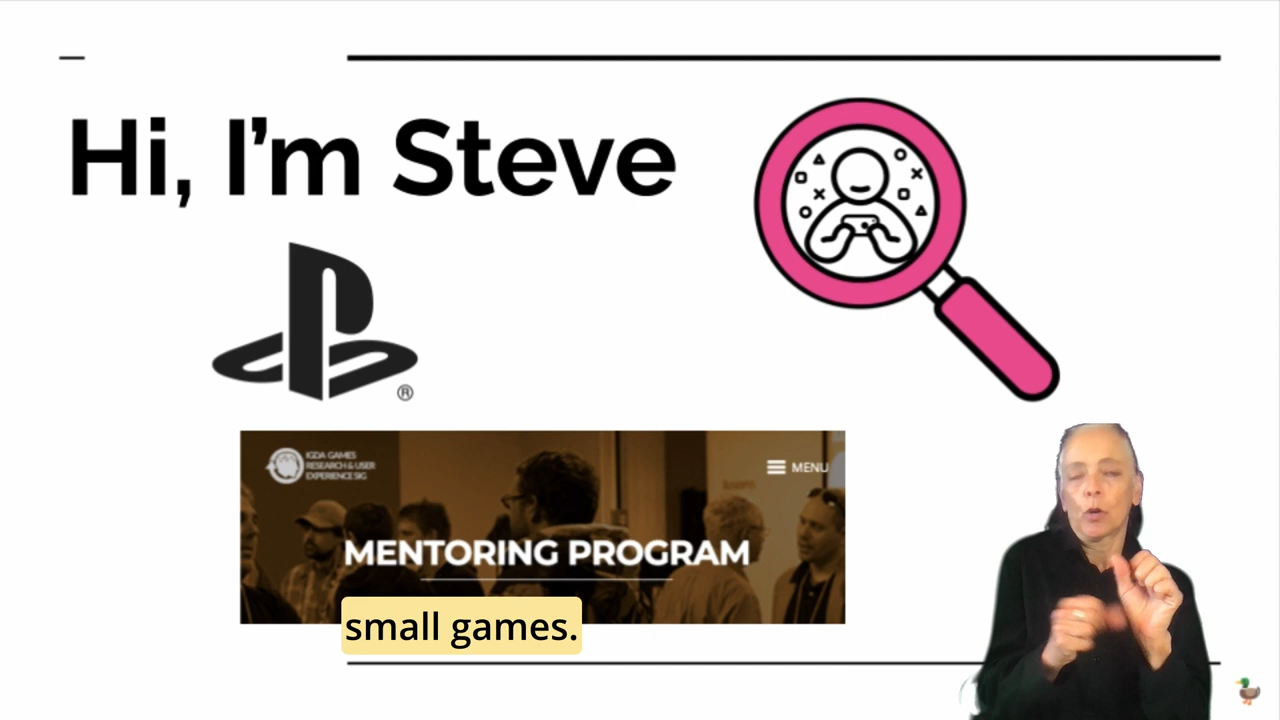 Hi, I'm Steve
®
IGDA GAMES
RESEARCH & USER
EXPERIENCE SIG
MENU
MENTORING PROGRAM
small games.